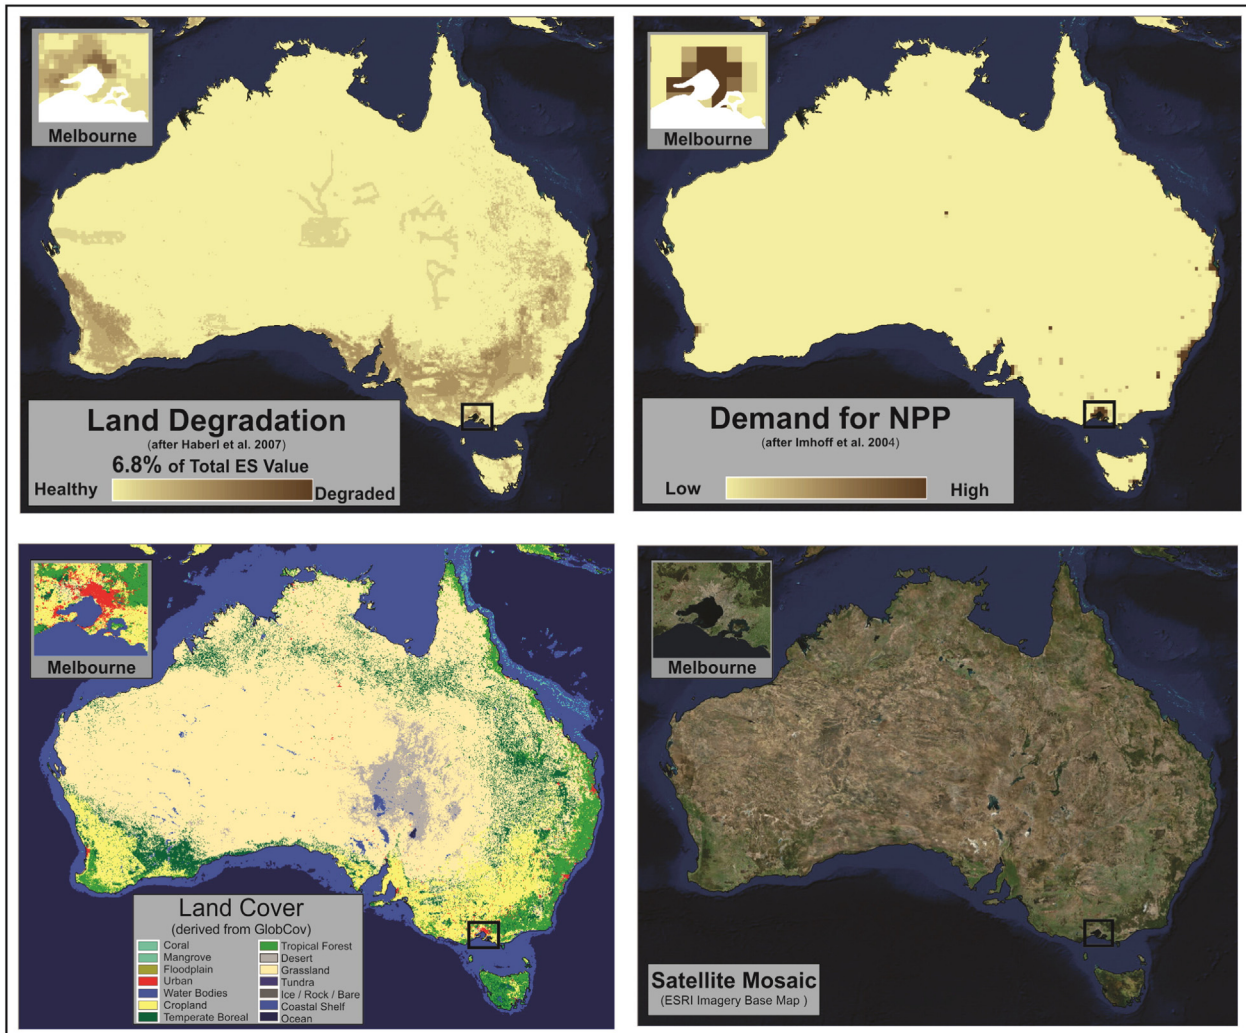 Melbourne
Land Degradation
(after Haberl et al. 2007)
6.8% of Total ES Value
Healthy
Degraded
Melbourne
Demand for NPP
(after Imhoff et al. 2004)
Low
High
Melbourne
Land Cover
(derived from GlobCov)
Coral
Mangrove
Floodplain
Urban
Water Bodies
Cropland
Temperate Boreal
Tropical Forest
Desert
Grassland
Tundra
Ice / Rock / Bare
Coastal Shelf
Ocean
Melbourne
Satellite Mosaic
(ESRI Imagery Base Map )